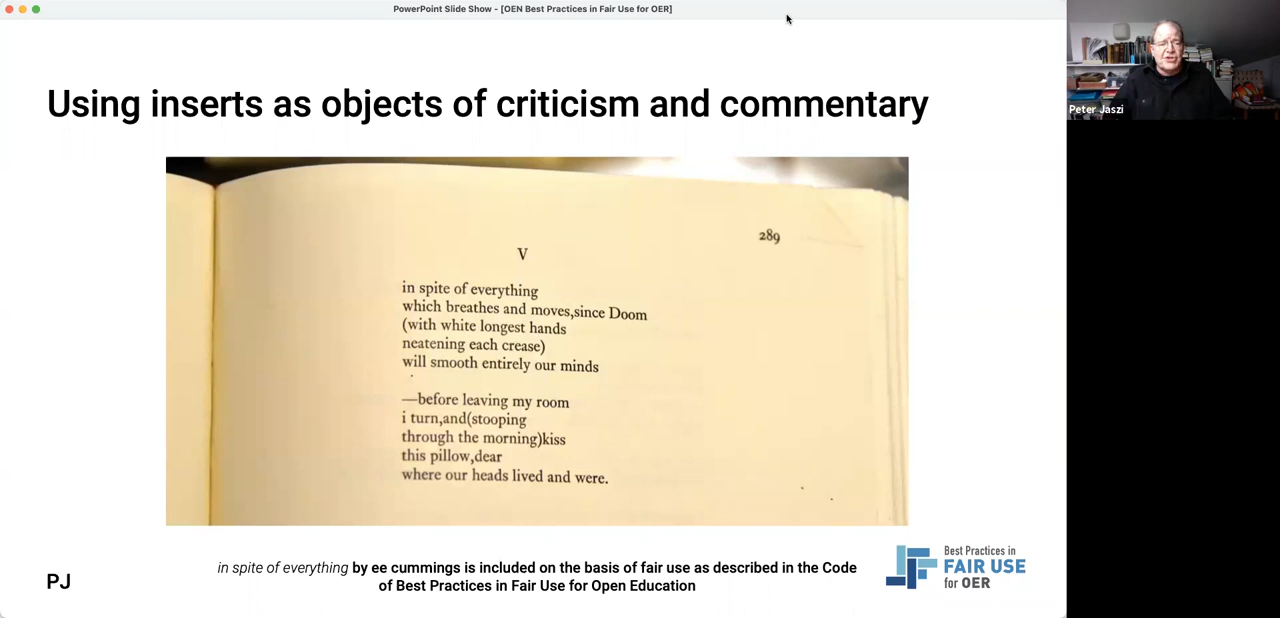 PowerPoint Slide Show - [OEN Best Practices in Fair Use for OER]
Using inserts as objects of criticism and commentary
289
V
in spite of everything
which breathes and moves,since Doom
(with white longest hands
neatening each crease)
will smooth entirely our minds
—before leaving my room
i turn,and(stooping
through the morning)kiss
this pillow,dear
where our heads lived and were.
in spite of everything by ee cummings is included on the basis of fair use as described in the Code
of Best Practices in Fair Use for Open Education
PJ
Best Practices in
FAIR USE
for OER
Peter Jaszi